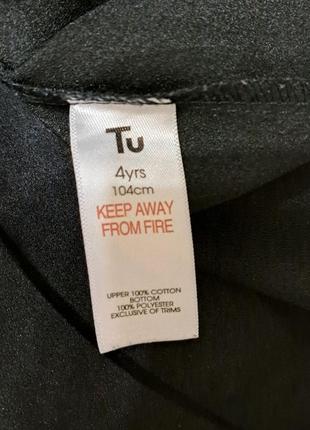 Tu
4yrs
104cm
KEEP AWAY
FROM FIRE
UPPER 100% COTTON
BOTTOM
100% POLYESTER
EXCLUSIVE OF TRIMS